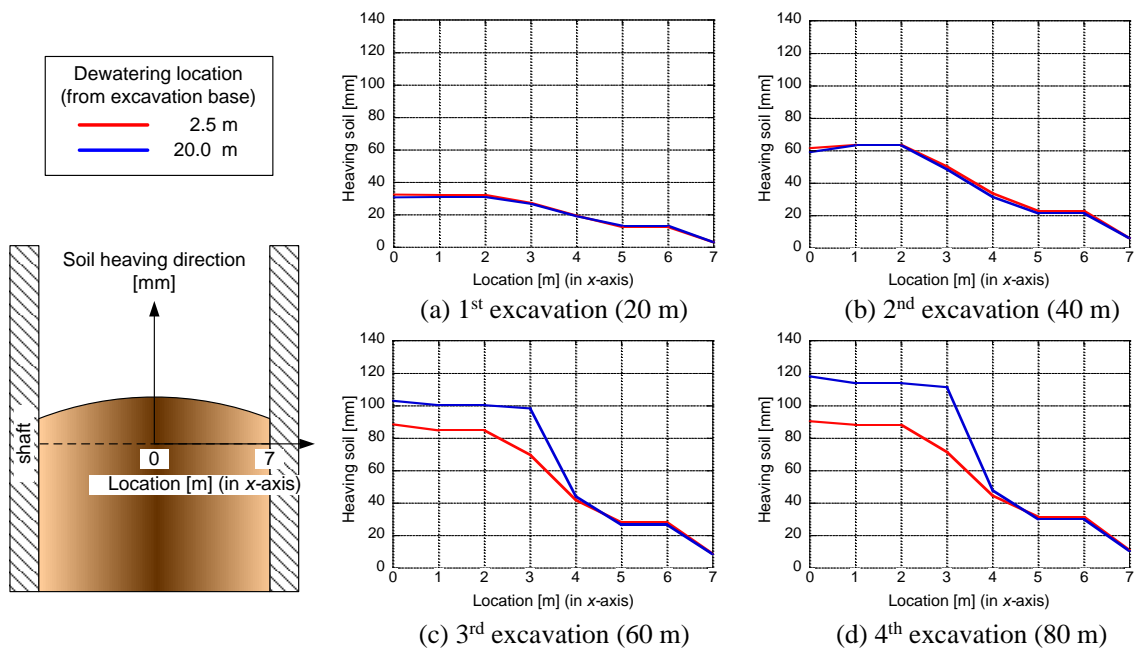 Dewatering location
(from excavation base)
2.5 m
20.0 m
Soil heaving direction
[mm]
shaft
0
7
Location [m] (in x-axis)
Heaving soil [mm]
140
120
100
80
60
40
20
0
0 1 2 3 4 5 6 7
Location [m] (in x-axis)
(a) 1st excavation (20 m)
Heaving soil [mm]
140
120
100
80
60
40
20
0
0 1 2 3 4 5 6 7
Location [m] (in x-axis)
(b) 2nd excavation (40 m)
Heaving soil [mm]
140
120
100
80
60
40
20
0
0 1 2 3 4 5 6 7
Location [m] (in x-axis)
(c) 3rd excavation (60 m)
Heaving soil [mm]
140
120
100
80
60
40
20
0
0 1 2 3 4 5 6 7
Location [m] (in x-axis)
(d) 4th excavation (80 m)